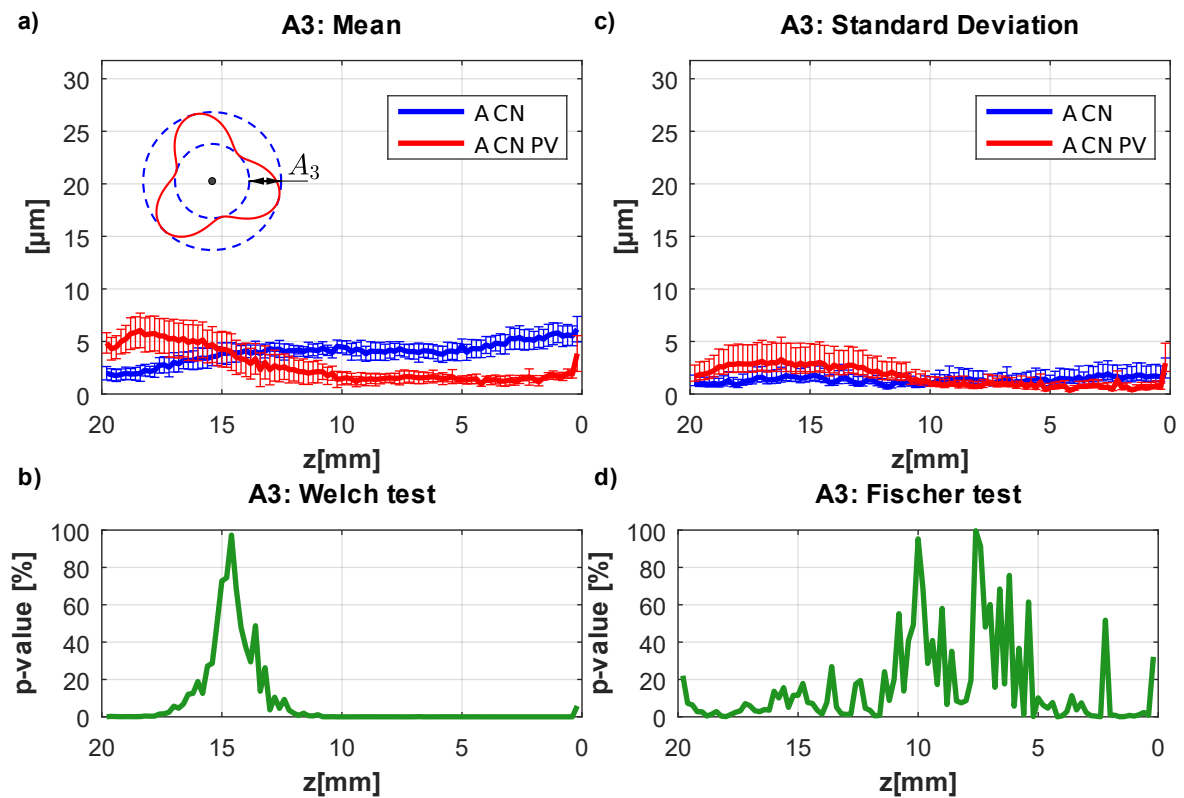 a)
A3: Mean
[µm]
30
25
20
15
10
5
0
A CN
A CN PV
A3
20
15
10
5
0
z[mm]
c)
A3: Standard Deviation
[µm]
30
25
20
15
10
5
0
A CN
A CN PV
20
15
10
5
0
z[mm]
b)
A3: Welch test
p-value [%]
100
80
60
40
20
0
20
15
10
5
0
z[mm]
d)
A3: Fischer test
p-value [%]
100
80
60
40
20
0
20
15
10
5
0
z[mm]